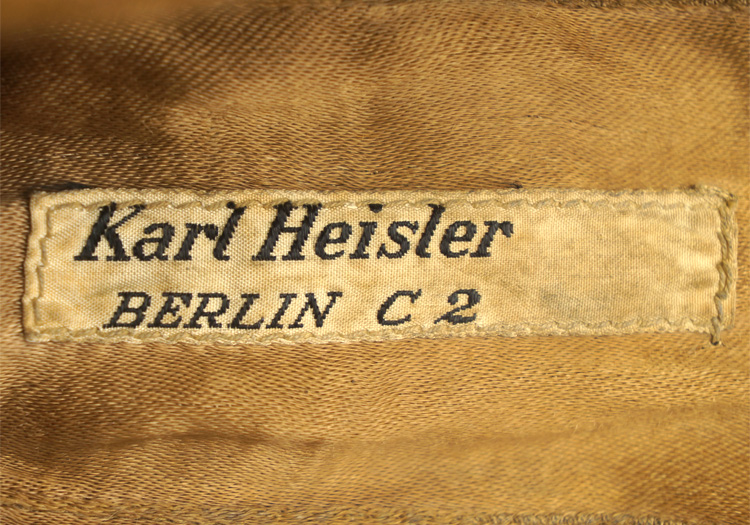 Karl Heisler
BERLIN C 2